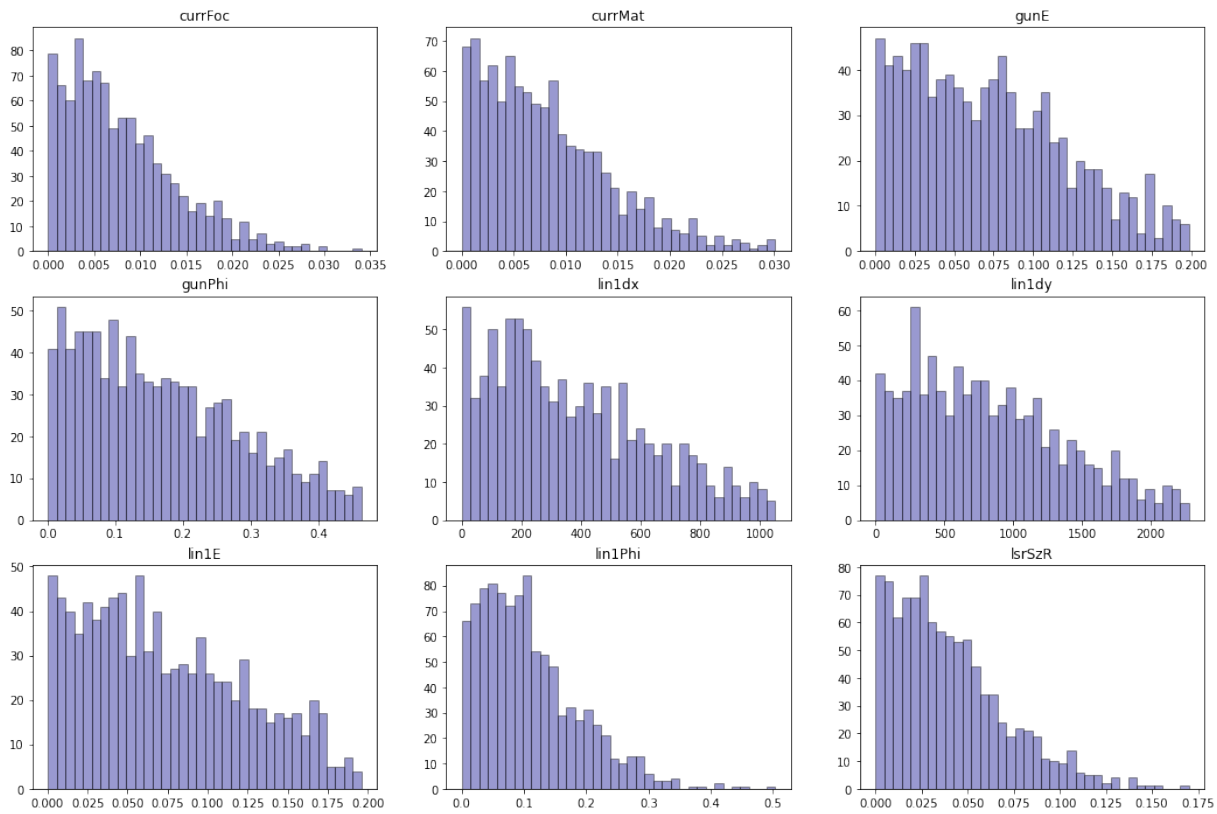 currFoc currMat gunE
80 70 40
70 60 30
60 50 20
50 40 10
40 30 0
30 20
20 10
10 0
0
0.000 0.005 0.010 0.015 0.020 0.025 0.030 0.035
0.000 0.005 0.010 0.015 0.020 0.025 0.030
0.000 0.025 0.050 0.075 0.100 0.125 0.150 0.175 0.200
gunPhi lin1dx lin1dy
50 50 60
40 40 50
30 30 40
20 20 30
10 10 20
0 0 10
0
0.0 0.1 0.2 0.3 0.4
0 200 400 600 800 1000
0 500 1000 1500 2000
lin1E lin1Phi lsrSzR
50 80 80
40 70 70
30 60 60
20 50 50
10 40 40
0 30 30
20 20
10 10
0 0
0.000 0.025 0.050 0.075 0.100 0.125 0.150 0.175 0.200
0.0 0.1 0.2 0.3 0.4 0.5
0.000 0.025 0.050 0.075 0.100 0.125 0.150 0.175